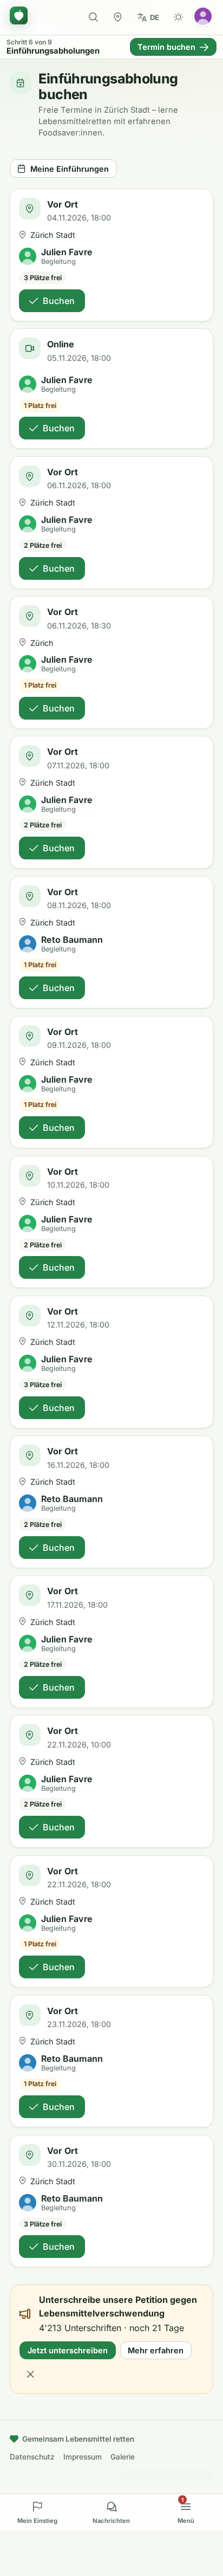 DE
Schritt 6 von 9
Einführungsabholungen
Termin buchen
Einführungsabholung
buchen
Freie Termine in Zürich Stadt – lerne
Lebensmittelretten mit erfahrenen
Foodsaver:innen.
Meine Einführungen
Vor Ort
04.11.2026, 18:00
Zürich Stadt
Julien Favre
Begleitung
3 Plätze frei
Buchen
Online
05.11.2026, 18:00
Julien Favre
Begleitung
1 Platz frei
Buchen
Vor Ort
06.11.2026, 18:00
Zürich Stadt
Julien Favre
Begleitung
2 Plätze frei
Buchen
Vor Ort
06.11.2026, 18:30
Zürich
Julien Favre
Begleitung
1 Platz frei
Buchen
Vor Ort
07.11.2026, 18:00
Zürich Stadt
Julien Favre
Begleitung
2 Plätze frei
Buchen
Vor Ort
08.11.2026, 18:00
Zürich Stadt
Reto Baumann
Begleitung
1 Platz frei
Buchen
Vor Ort
09.11.2026, 18:00
Zürich Stadt
Julien Favre
Begleitung
1 Platz frei
Buchen
Vor Ort
10.11.2026, 18:00
Zürich Stadt
Julien Favre
Begleitung
2 Plätze frei
Buchen
Vor Ort
12.11.2026, 18:00
Zürich Stadt
Julien Favre
Begleitung
3 Plätze frei
Buchen
Vor Ort
16.11.2026, 18:00
Zürich Stadt
Reto Baumann
Begleitung
2 Plätze frei
Buchen
Vor Ort
17.11.2026, 18:00
Zürich Stadt
Julien Favre
Begleitung
2 Plätze frei
Buchen
Vor Ort
22.11.2026, 10:00
Zürich Stadt
Julien Favre
Begleitung
2 Plätze frei
Buchen
Vor Ort
22.11.2026, 18:00
Zürich Stadt
Julien Favre
Begleitung
1 Platz frei
Buchen
Vor Ort
23.11.2026, 18:00
Zürich Stadt
Reto Baumann
Begleitung
1 Platz frei
Buchen
Vor Ort
30.11.2026, 18:00
Zürich Stadt
Reto Baumann
Begleitung
3 Plätze frei
Buchen
Unterschreibe unsere Petition gegen
Lebensmittelverschwendung
4'213 Unterschriften · noch 21 Tage
Jetzt unterschreiben
Mehr erfahren
Gemeinsam Lebensmittel retten
Datenschutz Impressum Galerie
1
Mein Einstieg Nachrichten Menü